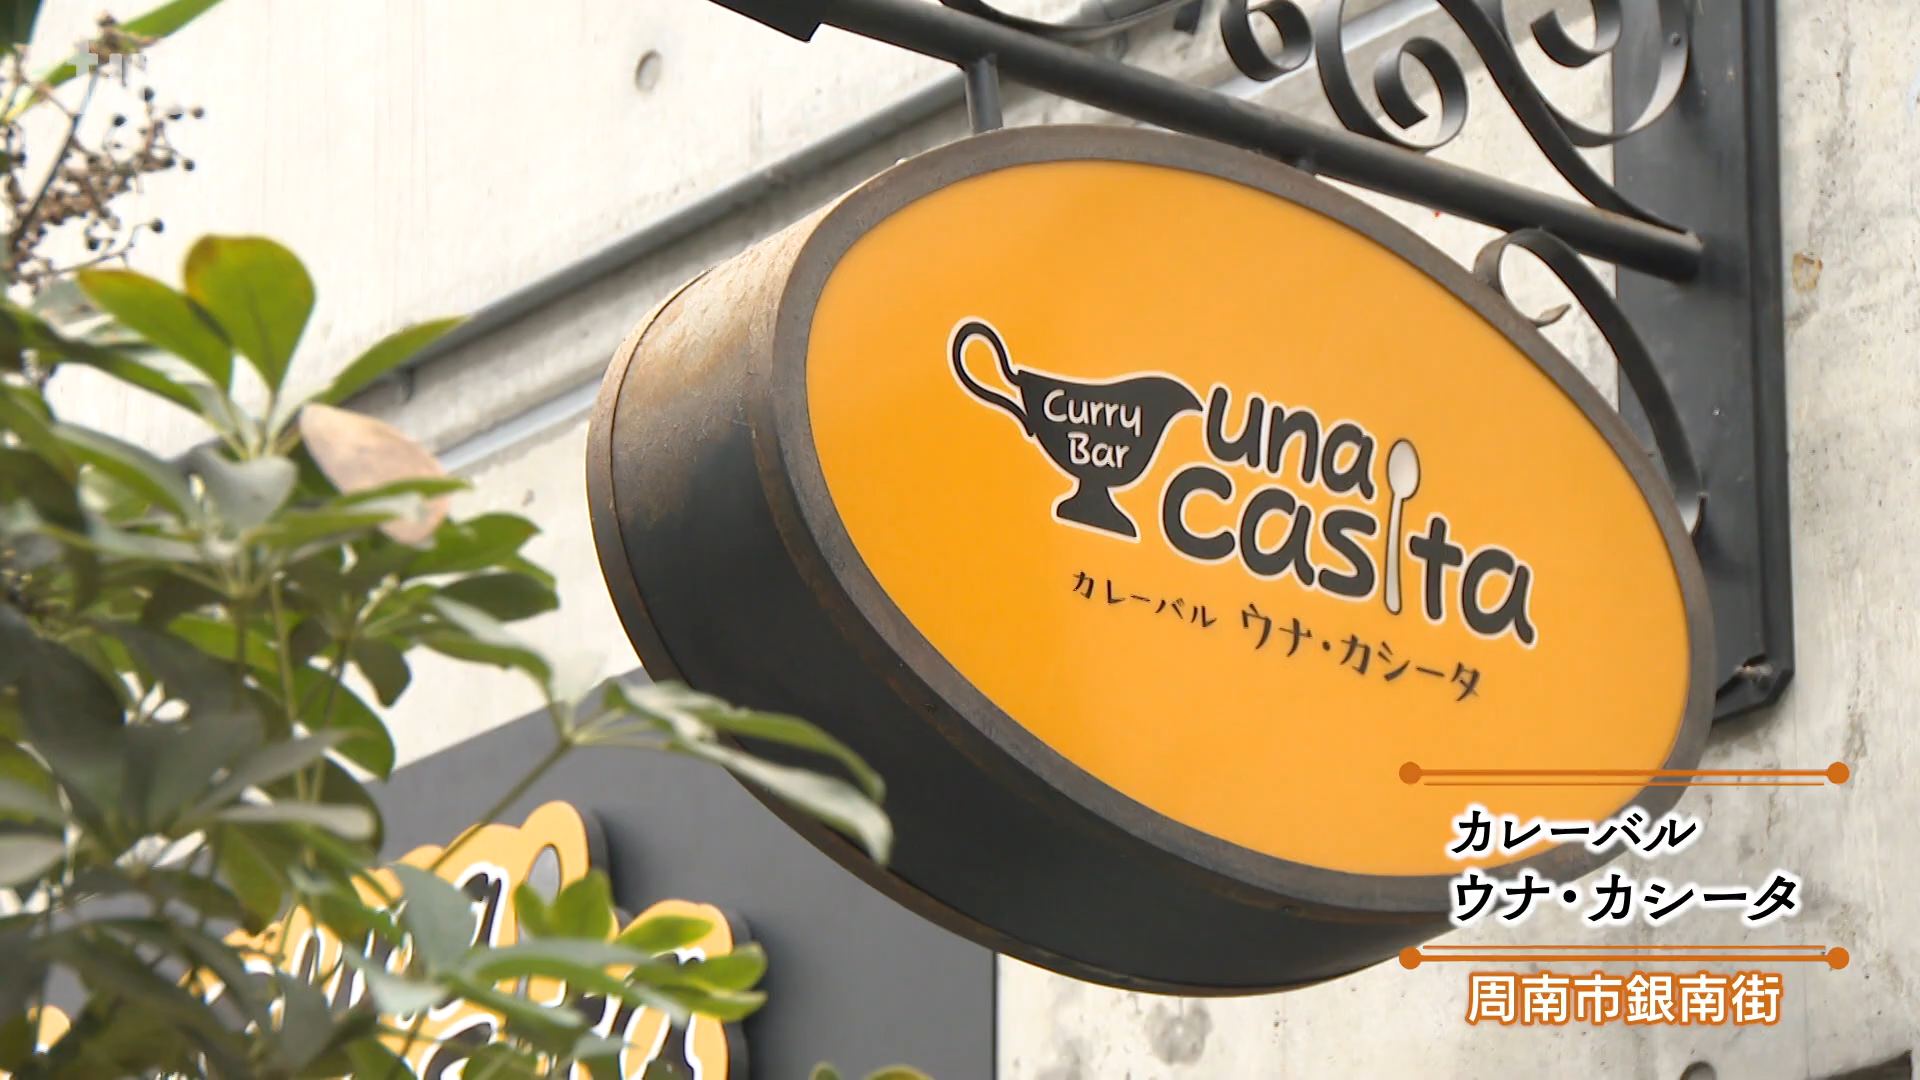 Curry
Bar
una
casita
カレーバル ウナ・カシータ
カレーバル
ウナ・カシータ
周南市銀南街